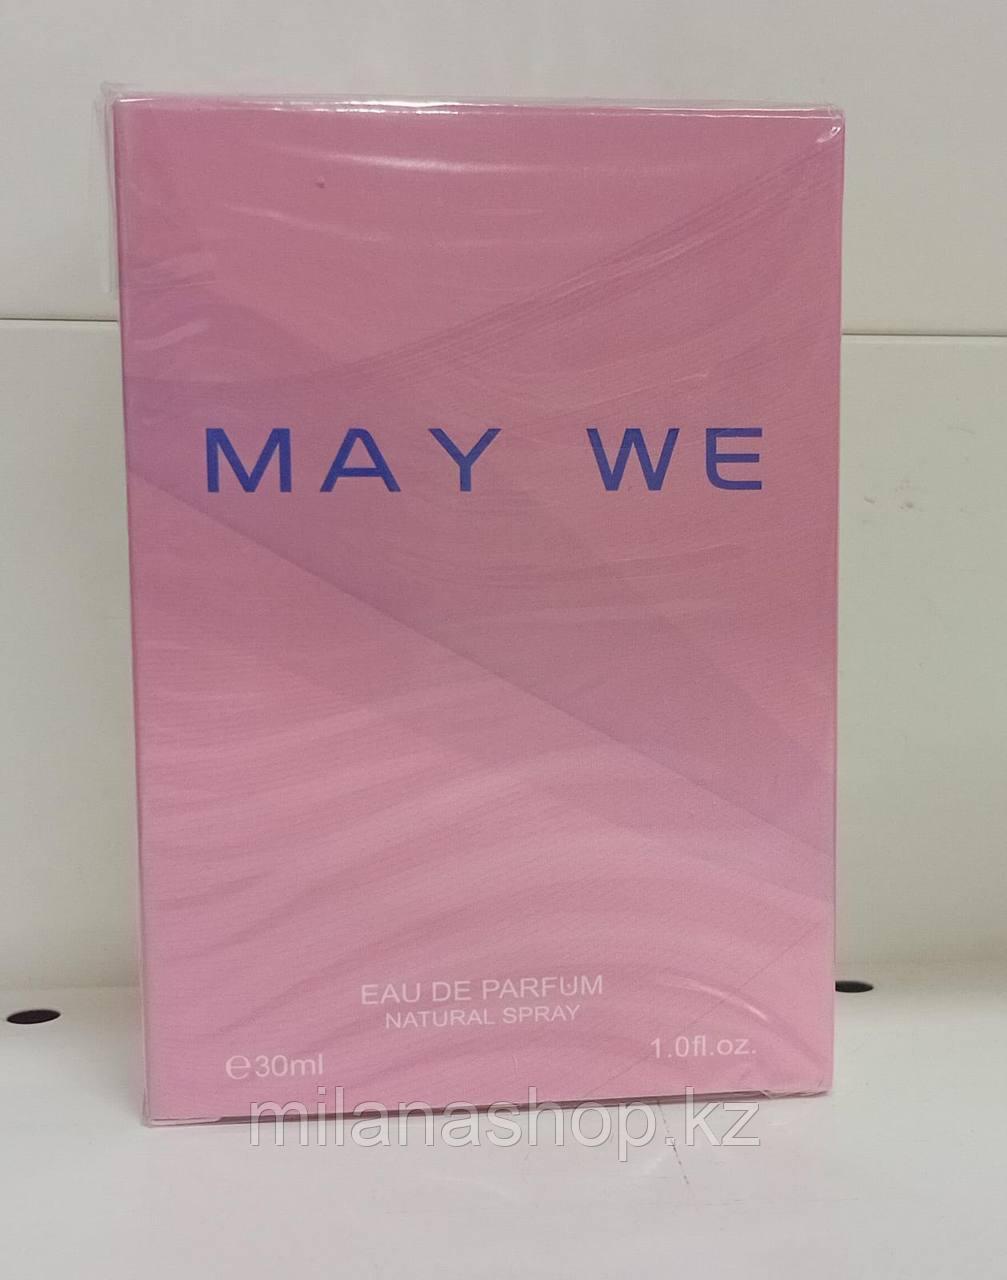 MAY WE
EAU DE PARFUM
NATURAL SPRAY
℮30ml
1.0fl.oz.
milanashop.kz